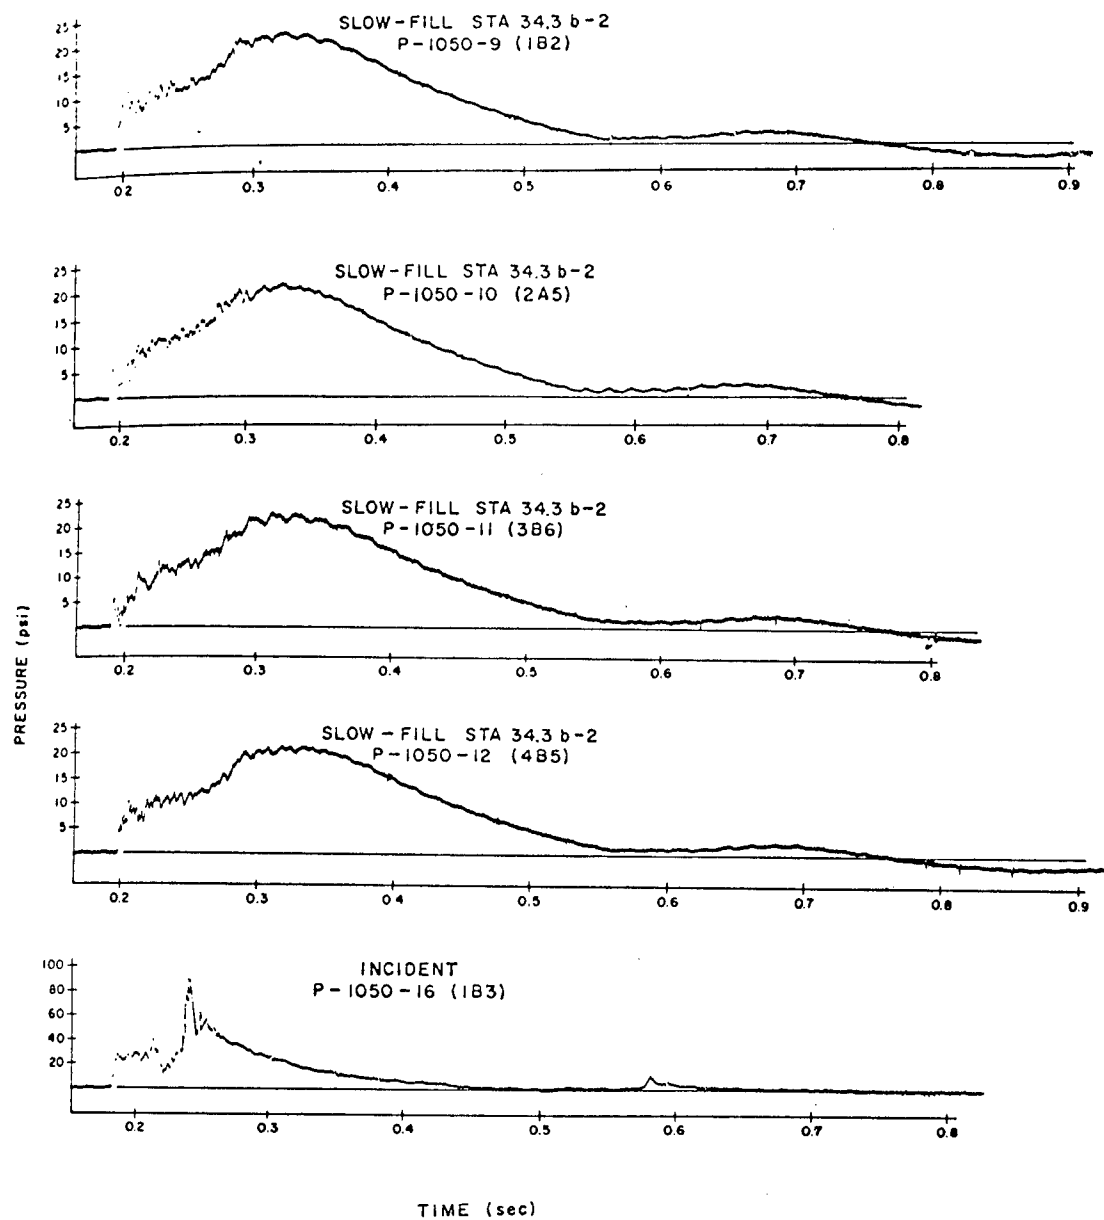 SLOW-FILL STA 34.3 b-2
P-1050-9 (1B2)
25
20
15
10
5
0.2 0.3 0.4 0.5 0.6 0.7 0.8 0.9
SLOW-FILL STA 34.3 b-2
P-1050-10 (2A5)
25
20
15
10
5
0.2 0.3 0.4 0.5 0.6 0.7 0.8
SLOW-FILL STA 34.3 b-2
P-1050-11 (3B6)
25
20
15
10
5
0.2 0.3 0.4 0.5 0.6 0.7 0.8
PRESSURE (psi)
SLOW-FILL STA 34.3 b-2
P-1050-12 (4B5)
25
20
15
10
5
0.2 0.3 0.4 0.5 0.6 0.7 0.8 0.9
INCIDENT
P-1050-16 (1B3)
100
80
60
40
20
0.2 0.3 0.4 0.5 0.6 0.7 0.8
TIME (sec)